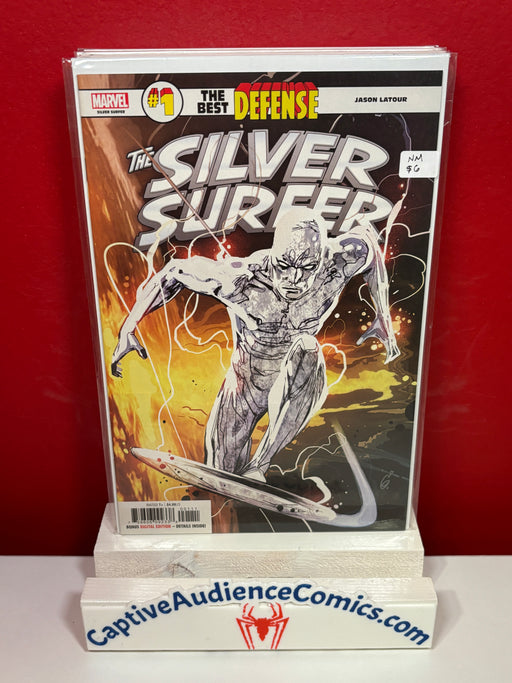 MARVEL
SILVER SURFER
#1
THE BEST DEFENSE
JASON LATOUR
THE SILVER SURFER
NM
$6
BONUS DIGITAL EDITION – DETAILS INSIDE!
CaptiveAudienceComics.com